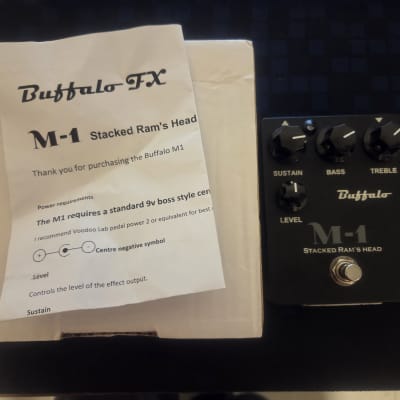 Buffalo FX
M-1 Stacked Ram's Head
Thank you for purchasing the Buffalo M1
Power requirements
The M1 requires a standard 9v boss style cen
I recommend Voodoo Lab pedal power 2 or equivalent for best
Centre negative symbol
Level
Controls the level of the effect output.
Sustain
SUSTAIN BASS TREBLE
LEVEL
Buffalo
M-1
STACKED RAM'S HEAD